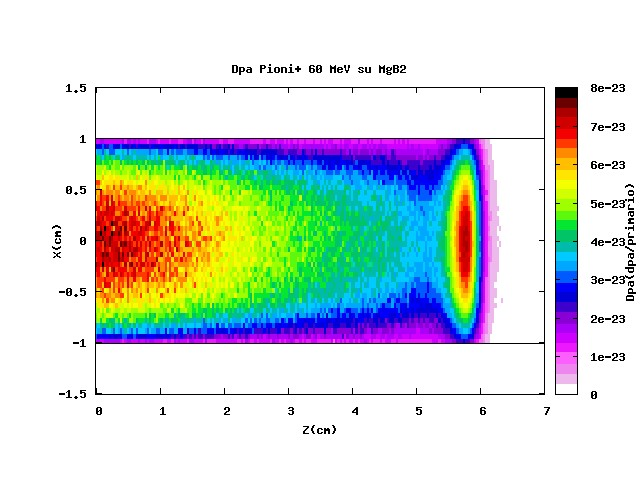 Dpa Pioni+ 60 MeV su MgB2
1.5
1
0.5
0
-0.5
-1
-1.5
X(cm)
0 1 2 3 4 5 6 7
Z(cm)
8e-23
7e-23
6e-23
5e-23
4e-23
3e-23
2e-23
1e-23
0
Dpa(dpa/primario)